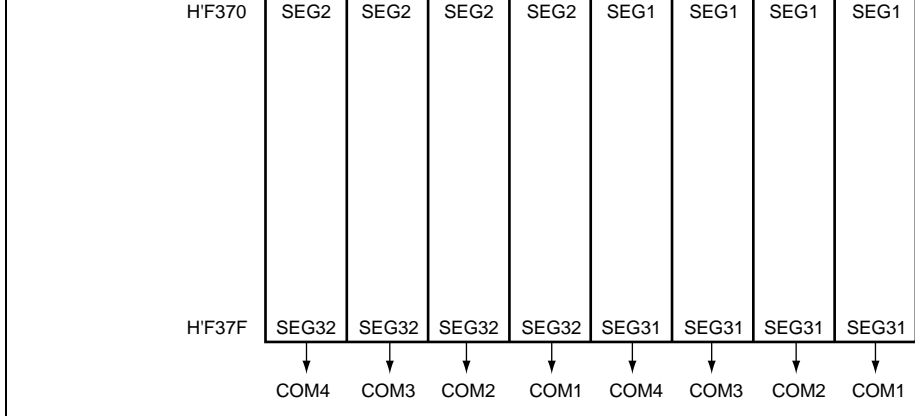 H'F370 SEG2 SEG2 SEG2 SEG2 SEG1 SEG1 SEG1 SEG1
H'F37F SEG32 SEG32 SEG32 SEG32 SEG31 SEG31 SEG31 SEG31
COM4 COM3 COM2 COM1 COM4 COM3 COM2 COM1